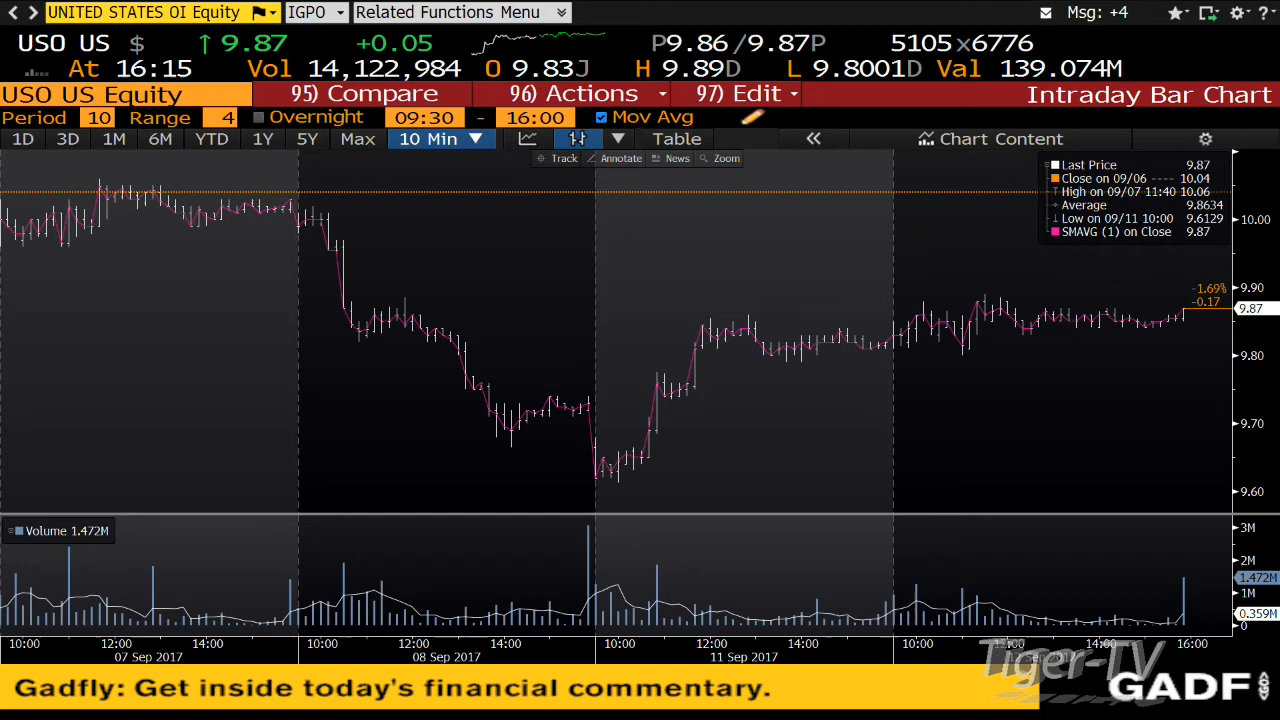 UNITED STATES OI Equity IGPO Related Functions Menu Msg: +4 ?
USO US $ ↑ 9.87 +0.05 P9.86 /9.87P 5105x6776
At 16:15 Vol 14,122,984 O 9.83J H 9.89D L 9.8001D Val 139.074M
USO US Equity 95) Compare 96) Actions 97) Edit Intraday Bar Chart
Period 10 Range 4 Overnight 09:30 - 16:00 Mov Avg
1D 3D 1M 6M YTD 1Y 5Y Max 10 Min ▼ Table « Chart Content
Track Annotate News Zoom
Last Price 9.87
Close on 09/06 ---- 10.04
High on 09/07 11:40 10.06
Average 9.8634
Low on 09/11 10:00 9.6129
SMAVG (1) on Close 9.87
10.00
-1.69%
-0.17
9.90
9.87
9.80
9.70
9.60
Volume 1.472M
3M
2M
1.472M
1M
0.359M
0
10:00 12:00 14:00 10:00 12:00 14:00 10:00 12:00 14:00 10:00 12:00 14:00 16:00
07 Sep 2017 08 Sep 2017 11 Sep 2017 12 Sep 2017
Tiger-TV
Gadfly: Get inside today's financial commentary.
GADF
<GO>